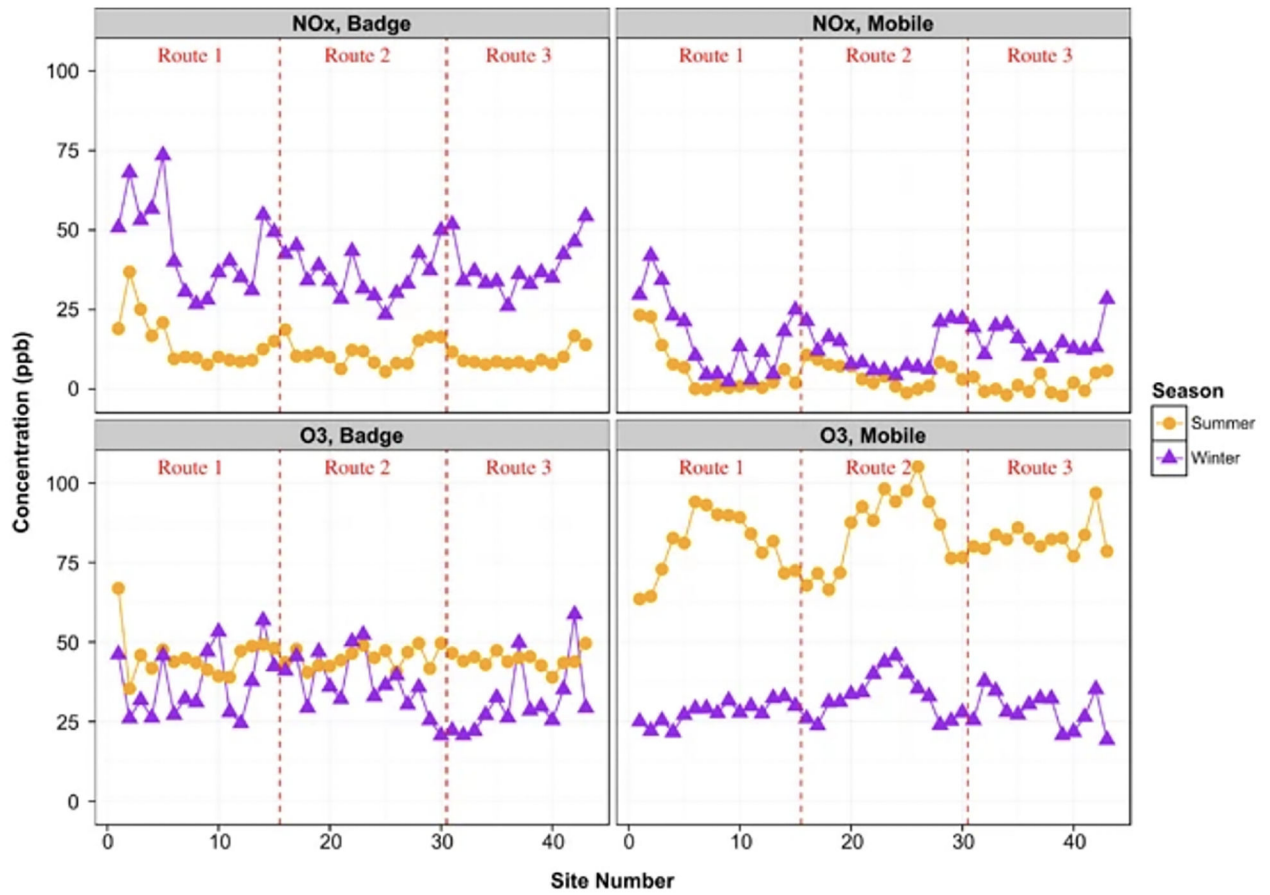 NOx, Badge
NOx, Mobile
Route 1
Route 2
Route 3
Route 1
Route 2
Route 3
100
75
50
25
0
O3, Badge
O3, Mobile
Route 1
Route 2
Route 3
Route 1
Route 2
Route 3
100
75
50
25
0
0
10
20
30
40
0
10
20
30
40
Concentration (ppb)
Site Number
Season
Summer
Winter